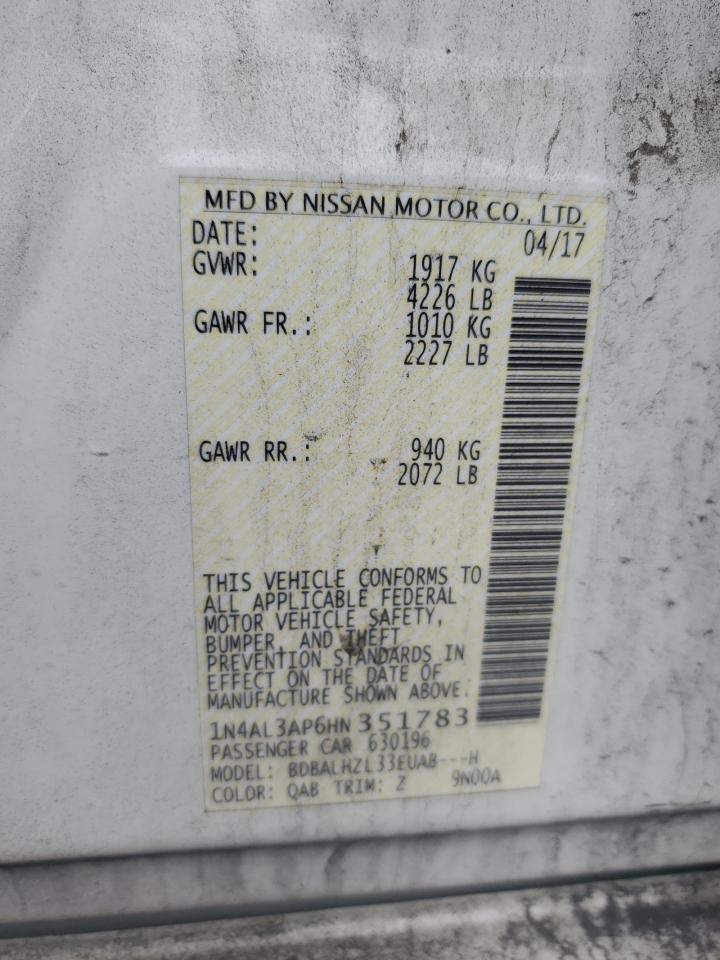 MFD BY NISSAN MOTOR CO., LTD.
DATE: 04/17
GVWR: 1917 KG
4226 LB
GAWR FR.: 1010 KG
2227 LB
GAWR RR.: 940 KG
2072 LB
THIS VEHICLE CONFORMS TO
ALL APPLICABLE FEDERAL
MOTOR VEHICLE SAFETY,
BUMPER, AND THEFT
PREVENTION STANDARDS IN
EFFECT ON THE DATE OF
MANUFACTURE SHOWN ABOVE.
1N4AL3AP6HN351783
PASSENGER CAR 630196
MODEL: BDBALHZL33EUAB---H
COLOR: QAB TRIM: Z 9N00A